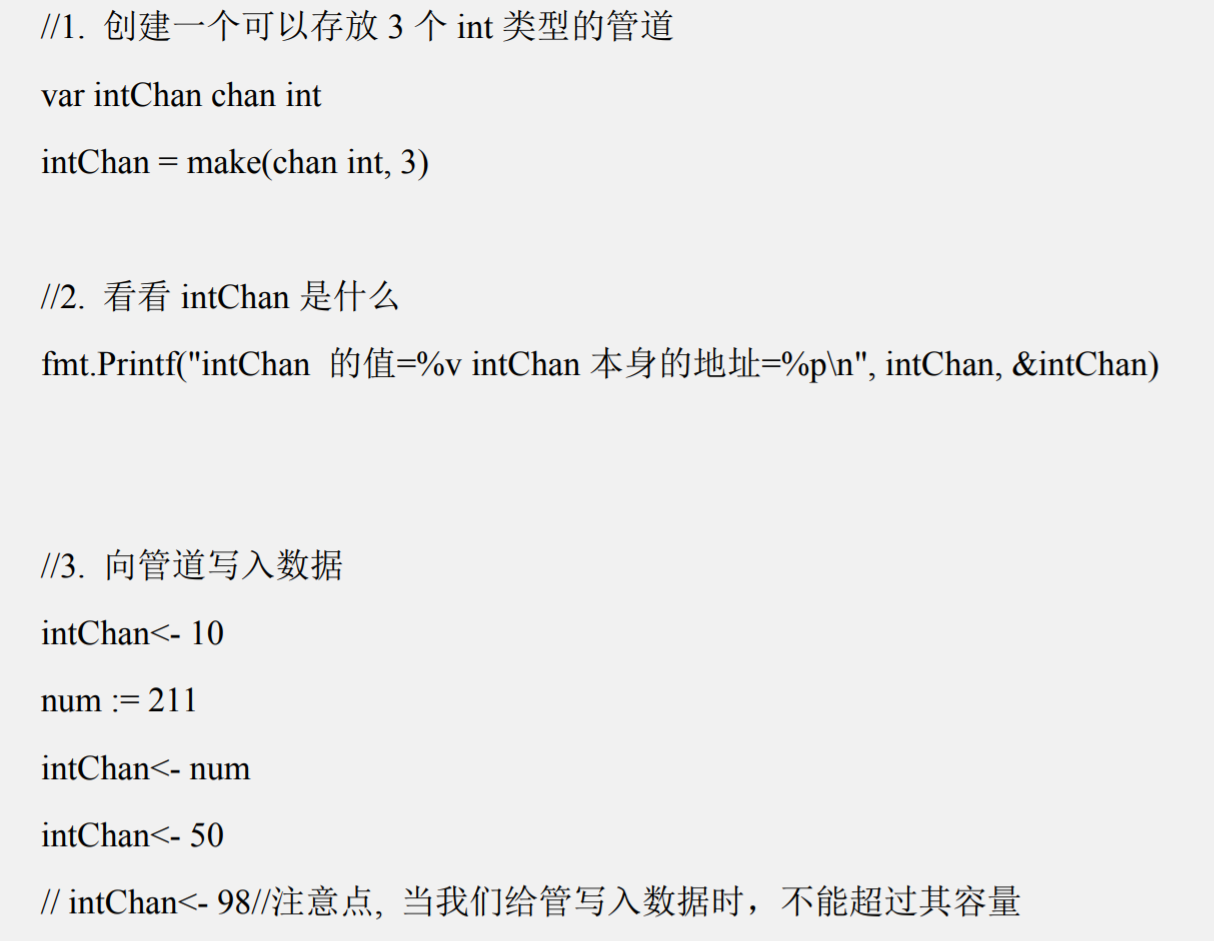 //1. 创建一个可以存放 3 个 int 类型的管道
var intChan chan int
intChan = make(chan int, 3)
//2. 看看 intChan 是什么
fmt.Printf("intChan 的值=%v intChan 本身的地址=%p\n", intChan, &intChan)
//3. 向管道写入数据
intChan<- 10
num := 211
intChan<- num
intChan<- 50
// intChan<- 98//注意点, 当我们给管写入数据时，不能超过其容量